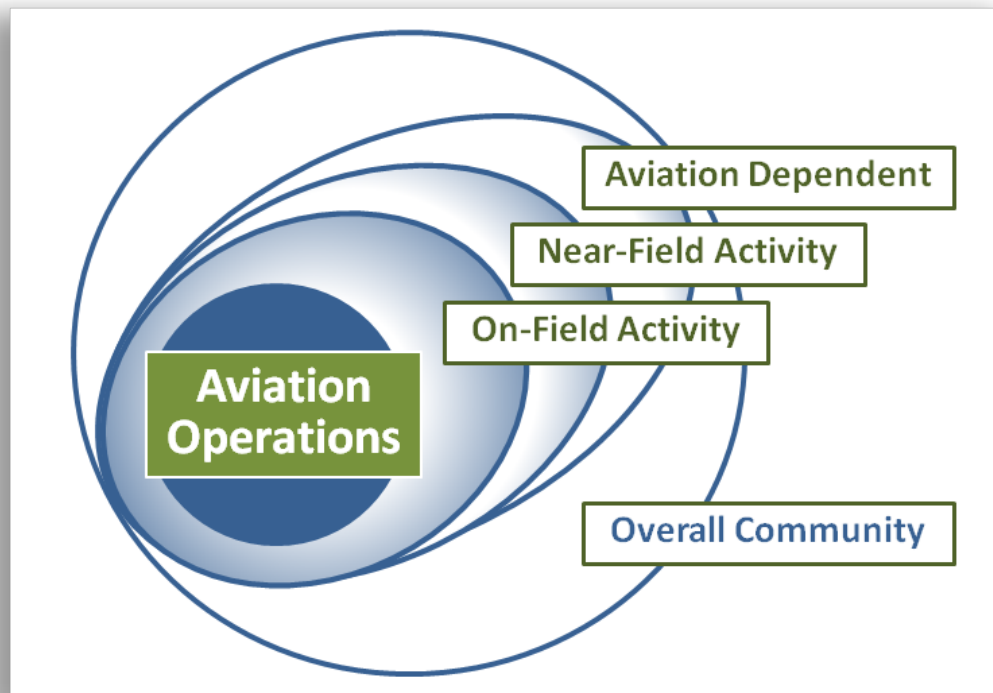 Aviation Dependent
Near-Field Activity
On-Field Activity
Aviation
Operations
Overall Community